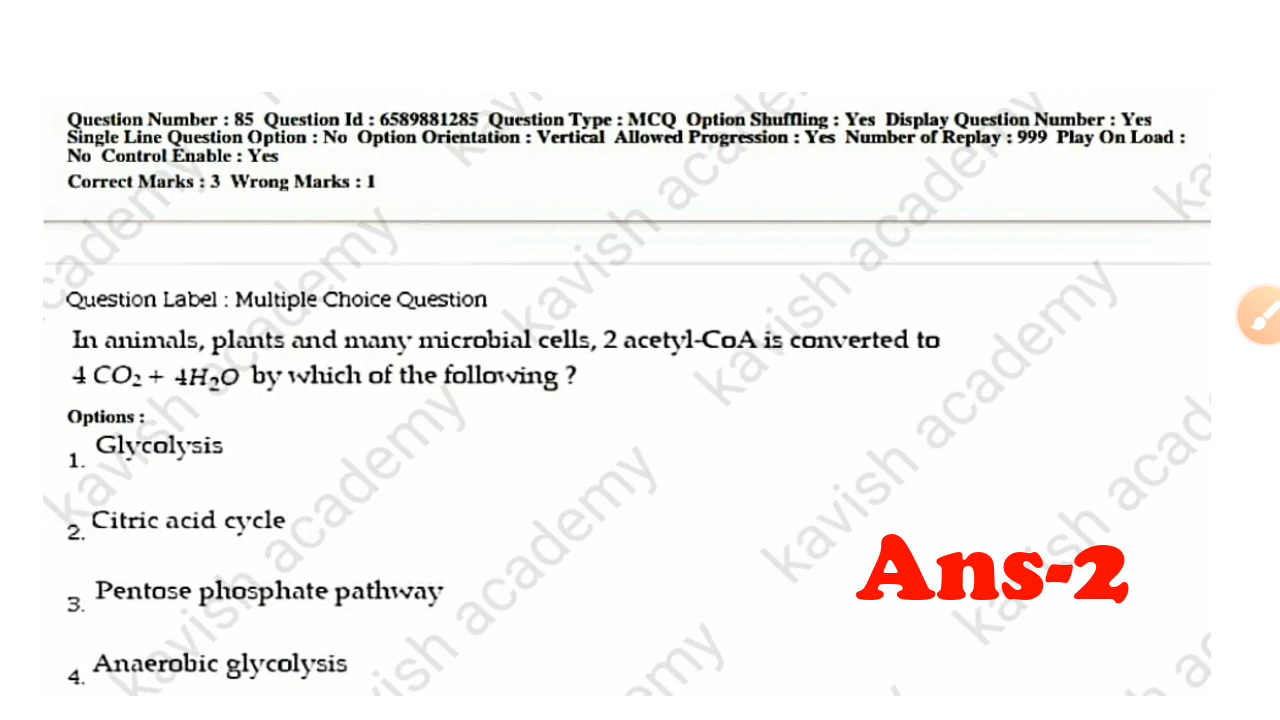 Question Number : 85 Question Id : 6589881285 Question Type : MCQ Option Shuffling : Yes Display Question Number : Yes
Single Line Question Option : No Option Orientation : Vertical Allowed Progression : Yes Number of Replay : 999 Play On Load :
No Control Enable : Yes
Correct Marks : 3 Wrong Marks : 1
Question Label : Multiple Choice Question
In animals, plants and many microbial cells, 2 acetyl-CoA is converted to
4 CO₂ + 4H₂O by which of the following ?
Options :
1. Glycolysis
2. Citric acid cycle
3. Pentose phosphate pathway
4. Anaerobic glycolysis
Ans-2
kavish academy